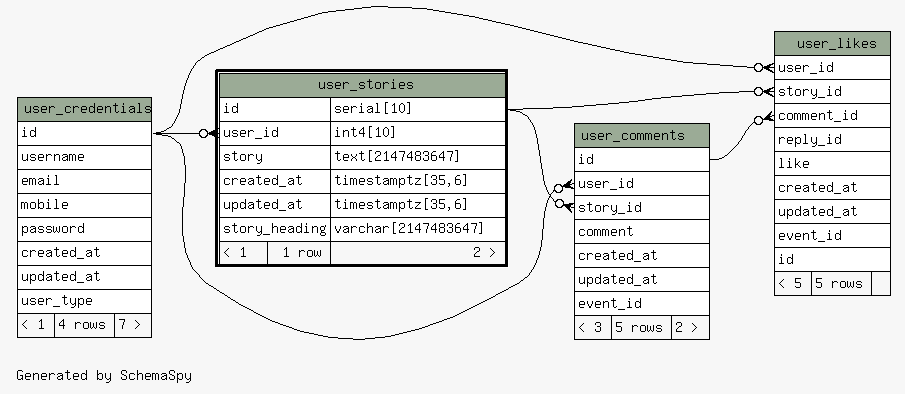 user_credentials
id
username
email
mobile
password
created_at
updated_at
user_type
< 1 4 rows 7 >
user_stories
id serial[10]
user_id int4[10]
story text[2147483647]
created_at timestamptz[35,6]
updated_at timestamptz[35,6]
story_heading varchar[2147483647]
< 1 1 row 2 >
user_comments
id
user_id
story_id
comment
created_at
updated_at
event_id
< 3 5 rows 2 >
user_likes
user_id
story_id
comment_id
reply_id
like
created_at
updated_at
event_id
id
< 5 5 rows
Generated by SchemaSpy